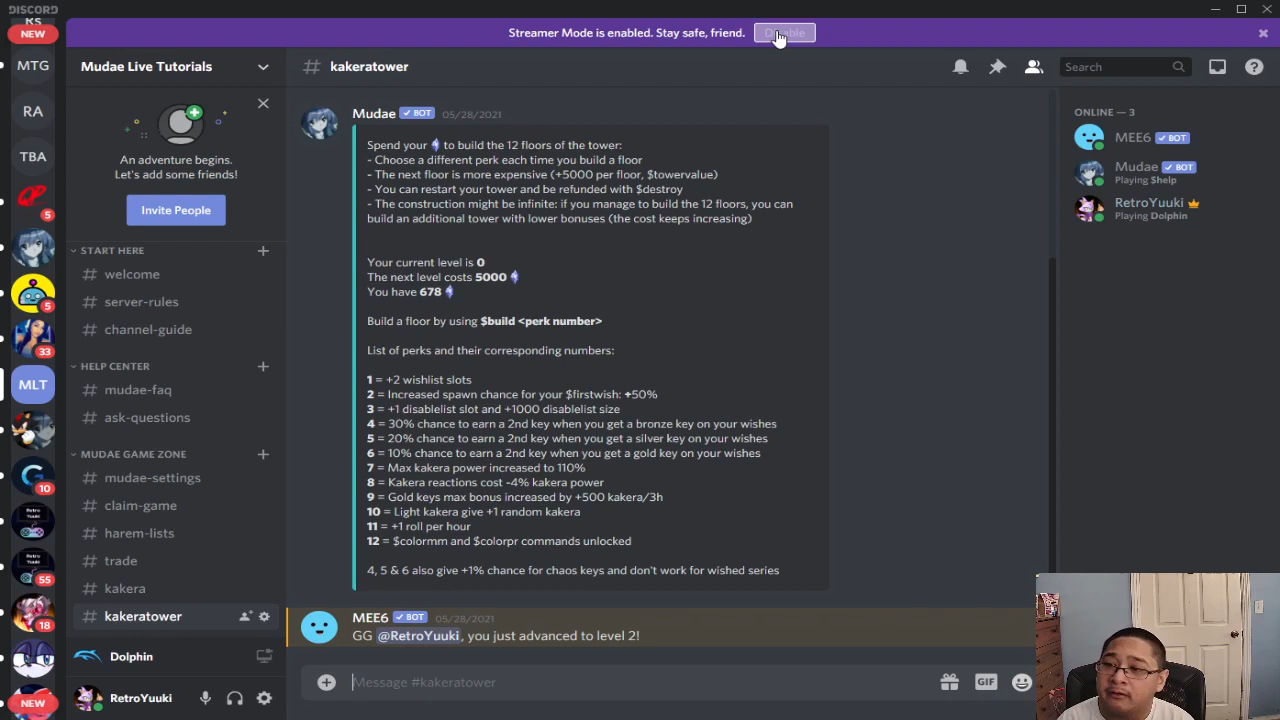 DISCORD
Streamer Mode is enabled. Stay safe, friend.
RS
NEW
MTG
RA
TBA
5
5
33
MLT
10
Retro
Yuuki
Retro
Yuuki
55
18
NEW
Mudae Live Tutorials
An adventure begins.
Let's add some friends!
Invite People
START HERE
# welcome
# server-rules
# channel-guide
HELP CENTER
# mudae-faq
# ask-questions
MUDAE GAME ZONE
# mudae-settings
# claim-game
# harem-lists
# trade
# kakera
# kakeratower
Dolphin
RetroYuuki
# kakeratower
Search
Mudae BOT 05/28/2021
Spend your to build the 12 floors of the tower:
- Choose a different perk each time you build a floor
- The next floor is more expensive (+5000 per floor, $towervalue)
- You can restart your tower and be refunded with $destroy
- The construction might be infinite: if you manage to build the 12 floors, you can
build an additional tower with lower bonuses (the cost keeps increasing)
Your current level is 0
The next level costs 5000
You have 678
Build a floor by using $build <perk number>
List of perks and their corresponding numbers:
1 = +2 wishlist slots
2 = Increased spawn chance for your $firstwish: +50%
3 = +1 disablelist slot and +1000 disablelist size
4 = 30% chance to earn a 2nd key when you get a bronze key on your wishes
5 = 20% chance to earn a 2nd key when you get a silver key on your wishes
6 = 10% chance to earn a 2nd key when you get a gold key on your wishes
7 = Max kakera power increased to 110%
8 = Kakera reactions cost -4% kakera power
9 = Gold keys max bonus increased by +500 kakera/3h
10 = Light kakera give +1 random kakera
11 = +1 roll per hour
12 = $colormm and $colorpr commands unlocked
4, 5 & 6 also give +1% chance for chaos keys and don't work for wished series
MEE6 BOT 05/28/2021
GG @RetroYuuki, you just advanced to level 2!
Message #kakeratower
GIF
ONLINE — 3
MEE6 BOT
Mudae BOT
Playing $help
RetroYuuki
Playing Dolphin